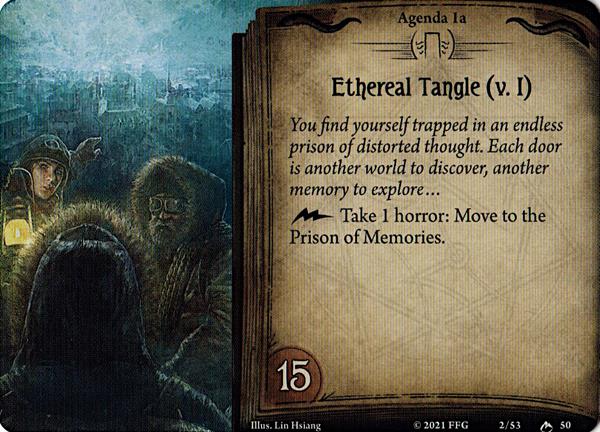 Agenda 1a
Ethereal Tangle (v. I)
You find yourself trapped in an endless
prison of distorted thought. Each door
is another world to discover, another
memory to explore…
Take 1 horror: Move to the
Prison of Memories.
15
Illus. Lin Hsiang
© 2021 FFG
2/53
50